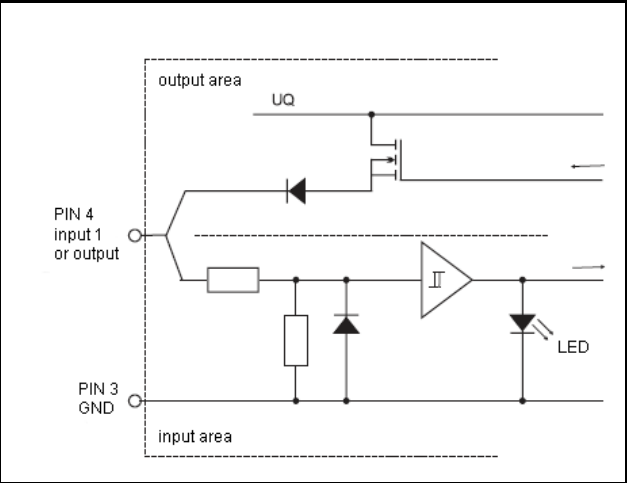 output area
UQ
PIN 4
input 1
or output
LED
PIN 3
GND
input area